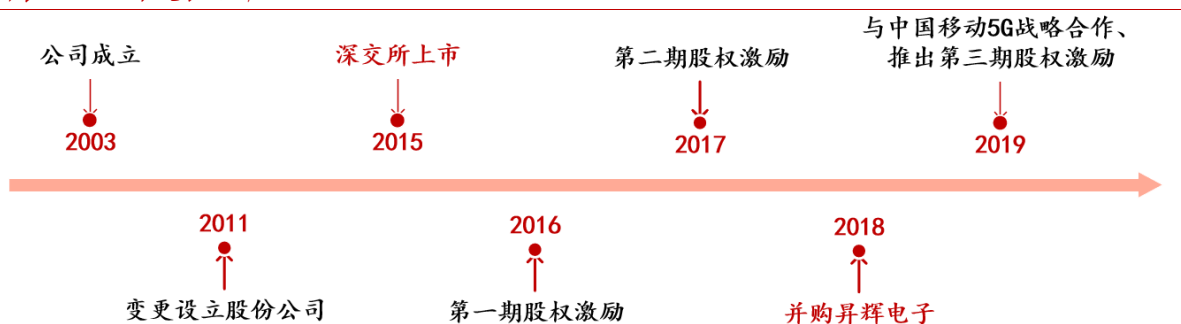 公司成立
2003
2011
变更设立股份公司
深交所上市
2015
2016
第一期股权激励
第二期股权激励
2017
2018
并购昇辉电子
与中国移动5G战略合作、
推出第三期股权激励
2019